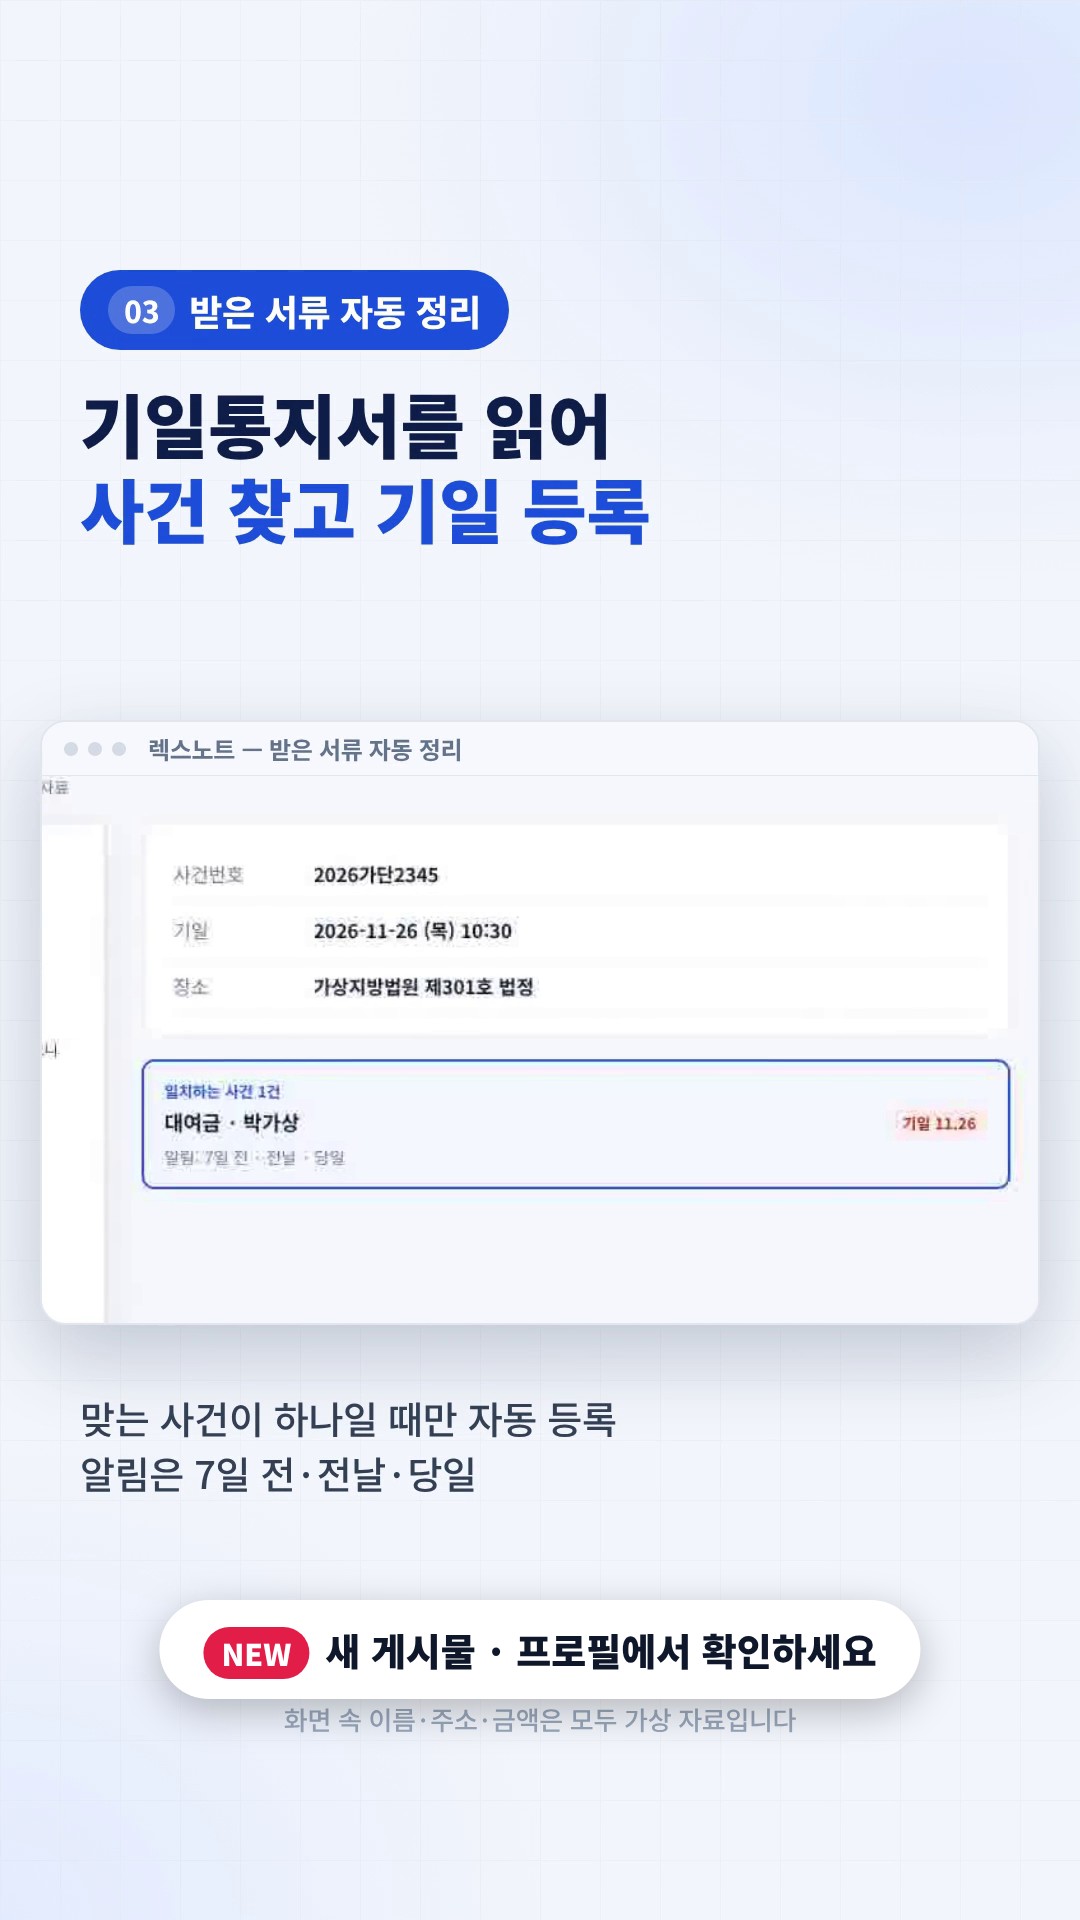 03 받은 서류 자동 정리
기일통지서를 읽어
사건 찾고 기일 등록
렉스노트 — 받은 서류 자동 정리
자료
사건번호 2026가단2345
기일 2026-11-26 (목) 10:30
장소 가상지방법원 제301호 법정
일치하는 사건 1건
대여금 · 박가상
기일 11.26
알림: 7일 전 · 전날 · 당일
맞는 사건이 하나일 때만 자동 등록
알림은 7일 전·전날·당일
NEW 새 게시물 · 프로필에서 확인하세요
화면 속 이름·주소·금액은 모두 가상 자료입니다